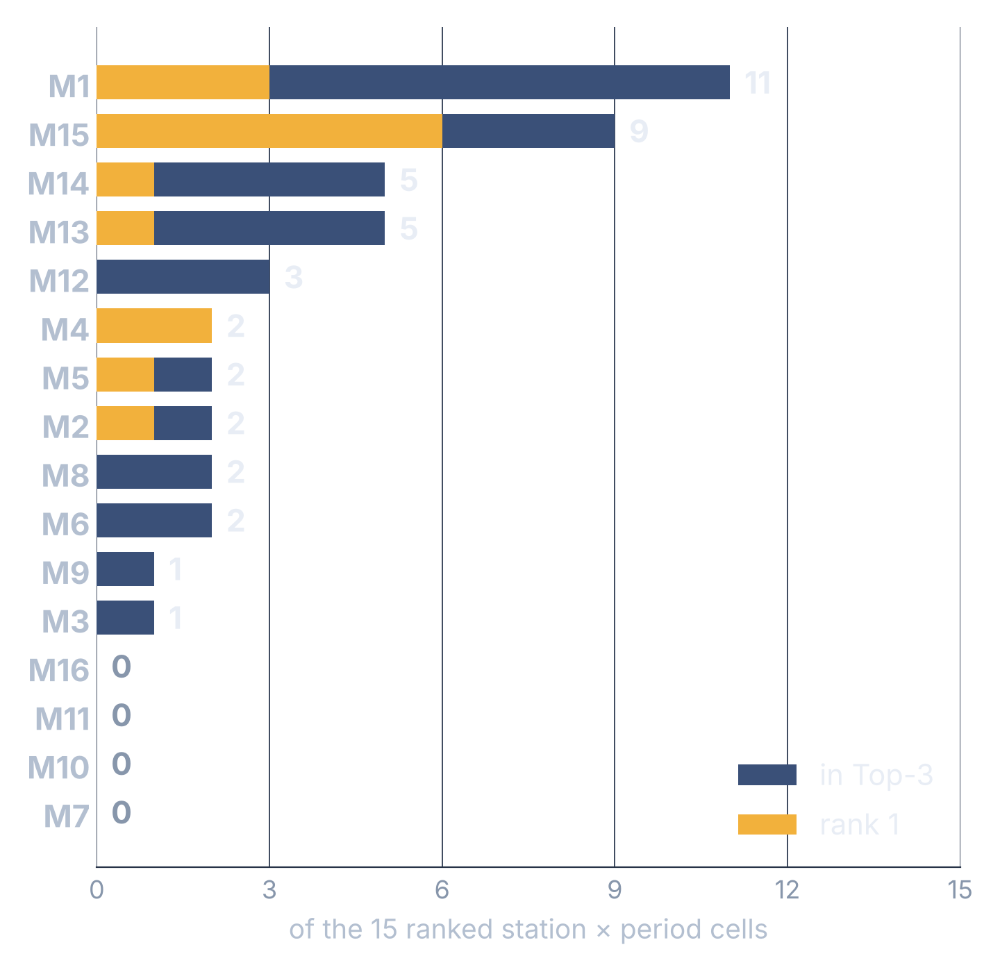 M1 11
M15 9
M14 5
M13 5
M12 3
M4 2
M5 2
M2 2
M8 2
M6 2
M9 1
M3 1
M16 0
M11 0
M10 0
M7 0
in Top-3
rank 1
0 3 6 9 12 15
of the 15 ranked station × period cells